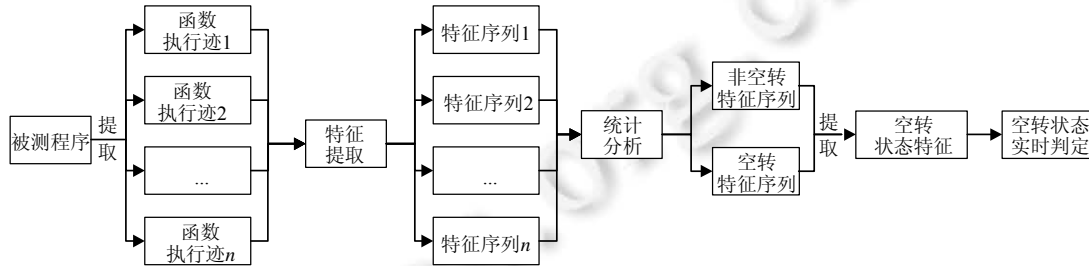 被测程序
提
取
函数
执行迹1
函数
执行迹2
...
函数
执行迹n
特征
提取
特征序列1
特征序列2
...
特征序列n
统计
分析
非空转
特征序列
空转
特征序列
提
取
空转
状态特征
空转状态
实时判定